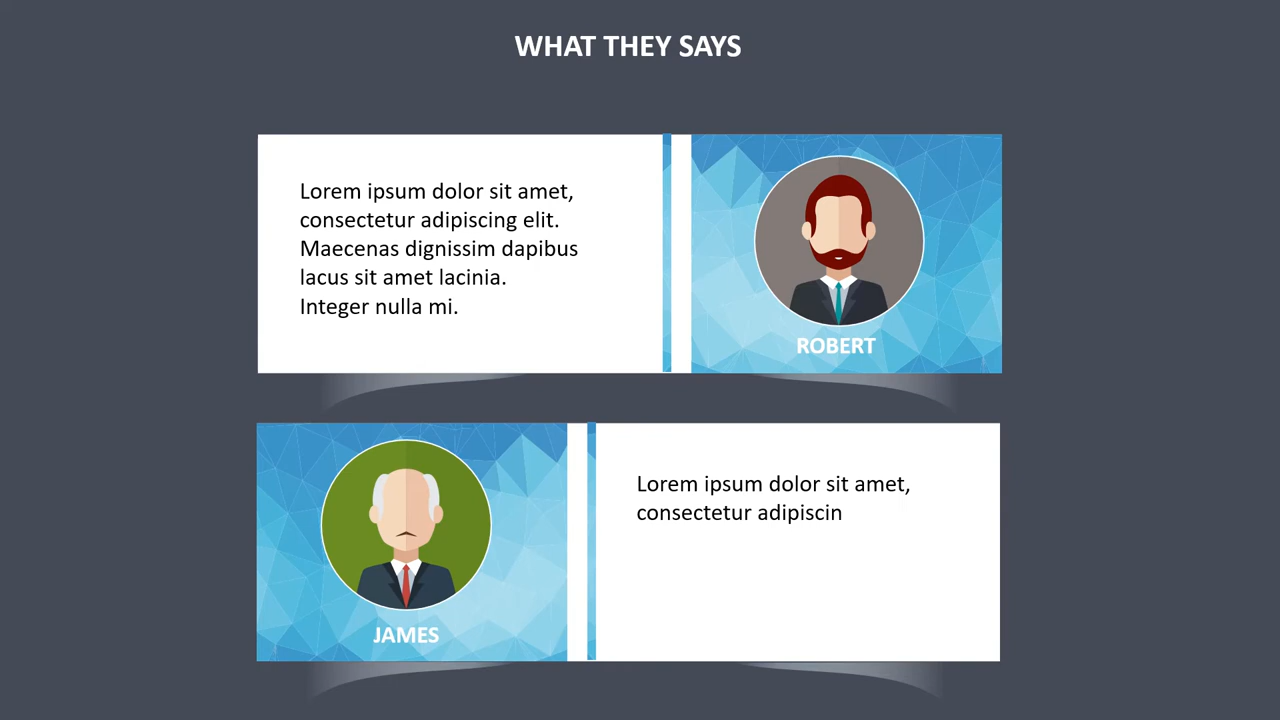 WHAT THEY SAYS
Lorem ipsum dolor sit amet,
consectetur adipiscing elit.
Maecenas dignissim dapibus
lacus sit amet lacinia.
Integer nulla mi.
ROBERT
JAMES
Lorem ipsum dolor sit amet,
consectetur adipiscin